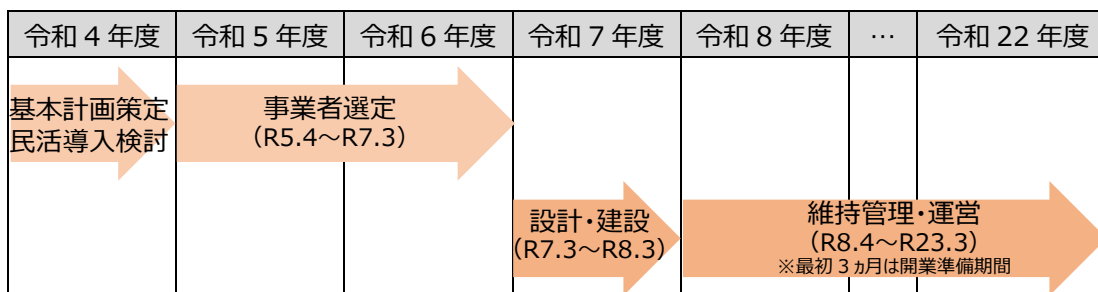 令和 4 年度 令和 5 年度 令和 6 年度 令和 7 年度 令和 8 年度 … 令和 22 年度
基本計画策定
民活導入検討
事業者選定
（R5.4～R7.3）
設計・建設
（R7.3～R8.3）
維持管理・運営
（R8.4～R23.3）
※最初 3 ヵ月は開業準備期間